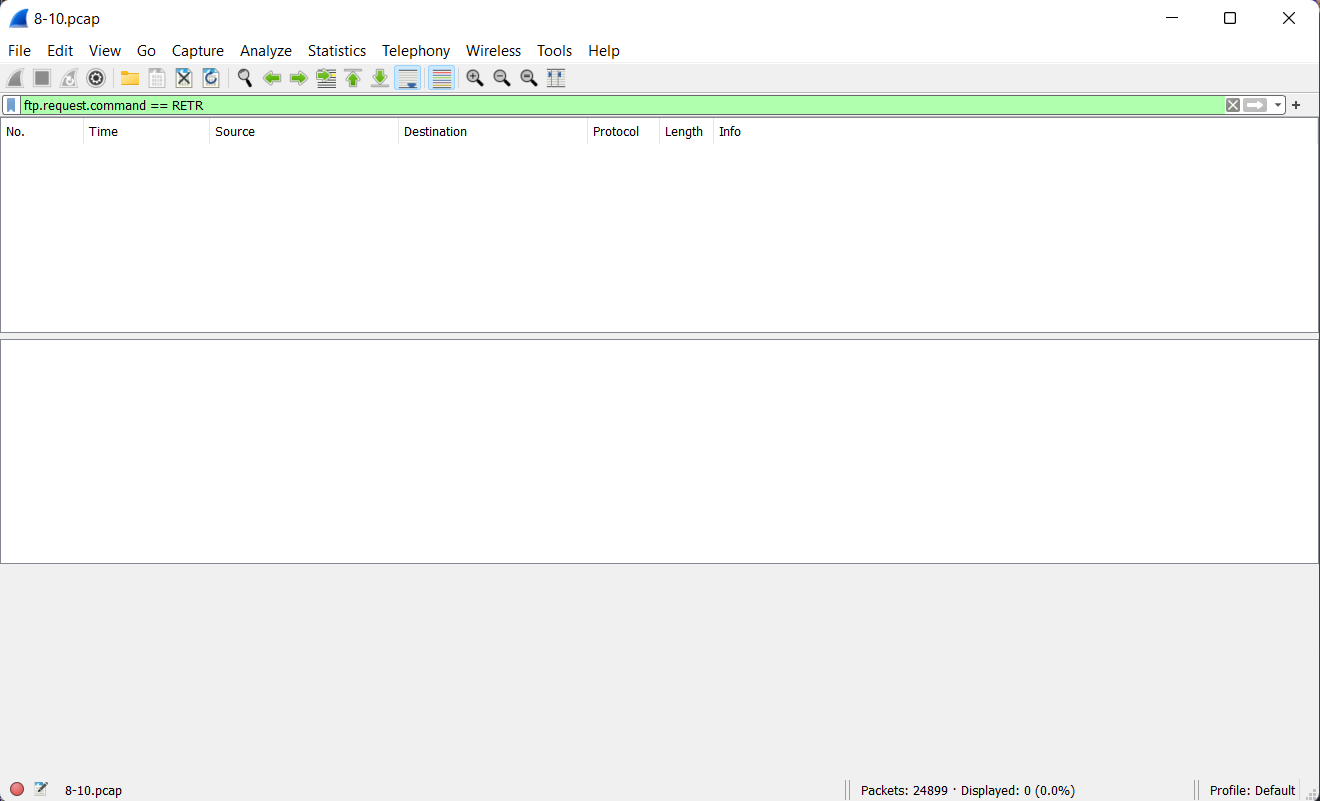 8-10.pcap
File Edit View Go Capture Analyze Statistics Telephony Wireless Tools Help
ftp.request.command == RETR
No. Time Source Destination Protocol Length Info
8-10.pcap Packets: 24899 · Displayed: 0 (0.0%) Profile: Default